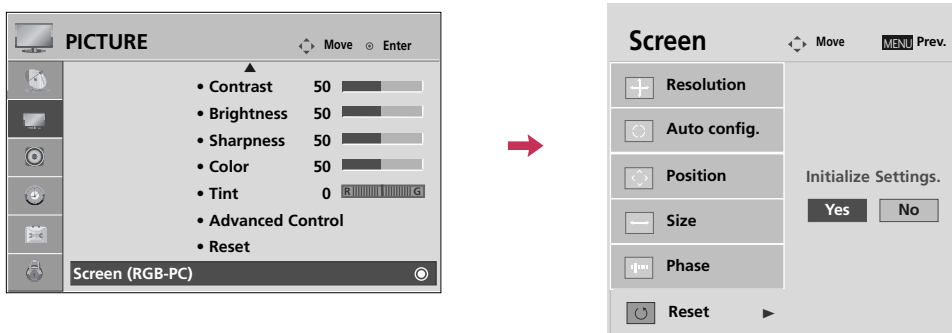 PICTURE
Move
Enter
• Contrast 50
• Brightness 50
• Sharpness 50
• Color 50
• Tint 0 R G
• Advanced Control
• Reset
Screen (RGB-PC)
Screen
Move
MENU Prev.
Resolution
Auto config.
Position
Size
Phase
Reset
Initialize Settings.
Yes No